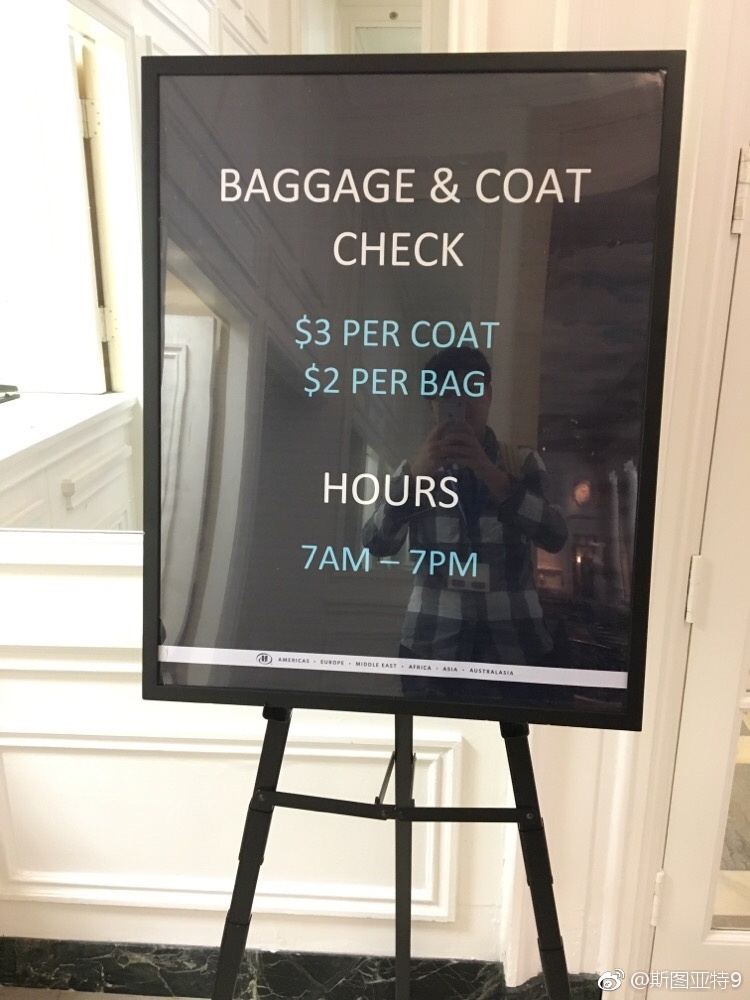 BAGGAGE & COAT
CHECK
$3 PER COAT
$2 PER BAG
HOURS
7AM – 7PM
AMERICAS • EUROPE • MIDDLE EAST • AFRICA • ASIA • AUSTRALASIA
@斯图亚特9